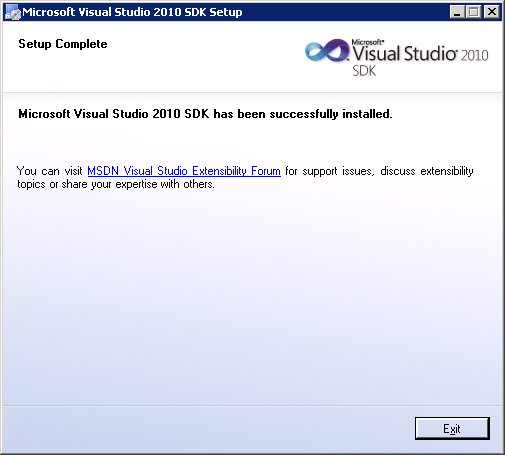 Microsoft Visual Studio 2010 SDK Setup
Setup Complete
Microsoft®
Visual Studio® 2010
SDK
Microsoft Visual Studio 2010 SDK has been successfully installed.
You can visit MSDN Visual Studio Extensibility Forum for support issues, discuss extensibility
topics or share your expertise with others.
Exit